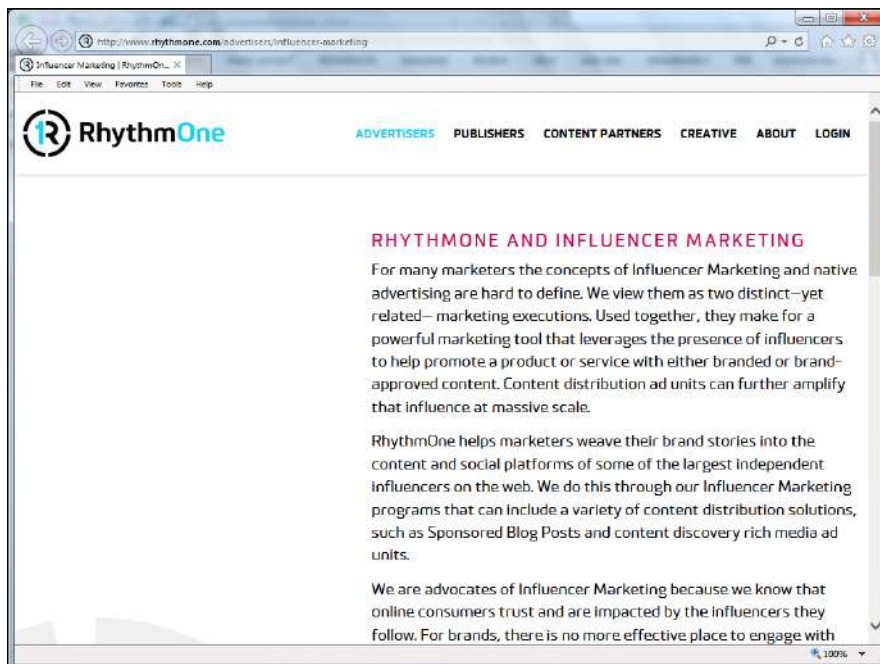 http://www.rhythmone.com/advertisers/influencer-marketing
Influencer Marketing | RhythmOn...
File Edit View Favorites Tools Help
RhythmOne
ADVERTISERS PUBLISHERS CONTENT PARTNERS CREATIVE ABOUT LOGIN
RHYTHMONE AND INFLUENCER MARKETING
For many marketers the concepts of Influencer Marketing and native
advertising are hard to define. We view them as two distinct—yet
related— marketing executions. Used together, they make for a
powerful marketing tool that leverages the presence of influencers
to help promote a product or service with either branded or brand-
approved content. Content distribution ad units can further amplify
that influence at massive scale.
RhythmOne helps marketers weave their brand stories into the
content and social platforms of some of the largest independent
influencers on the web. We do this through our Influencer Marketing
programs that can include a variety of content distribution solutions,
such as Sponsored Blog Posts and content discovery rich media ad
units.
We are advocates of Influencer Marketing because we know that
online consumers trust and are impacted by the influencers they
follow. For brands, there is no more effective place to engage with
100%